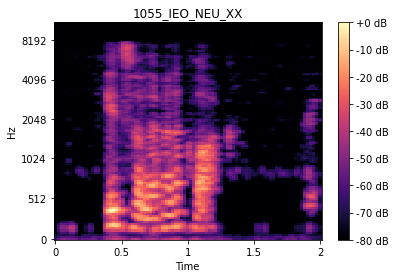 1055_IEO_NEU_XX
+0 dB
8192
-10 dB
4096
-20 dB
-30 dB
2048
Hz
-40 dB
1024
-50 dB
512
-60 dB
-70 dB
0
-80 dB
0
0.5
1
1.5
2
Time